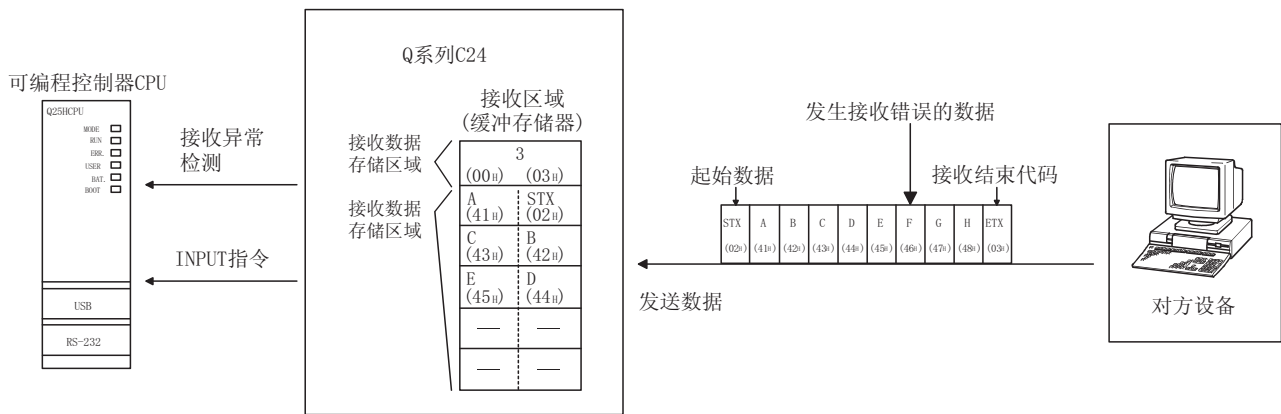 可编程控制器CPU
Q25HCPU
MODE
RUN
ERR.
USER
BAT.
BOOT
USB
RS-232
接收异常
检测
INPUT指令
Q系列C24
接收区域
(缓冲存储器)
接收数据
存储区域
接收数据
存储区域
3
(00H) (03H)
A STX
(41H) (02H)
C B
(43H) (42H)
E D
(45H) (44H)
— —
— —
发生接收错误的数据
起始数据
接收结束代码
STX A B C D E F G H ETX
(02H) (41H) (42H) (43H) (44H) (45H) (46H) (47H) (48H) (03H)
发送数据
对方设备